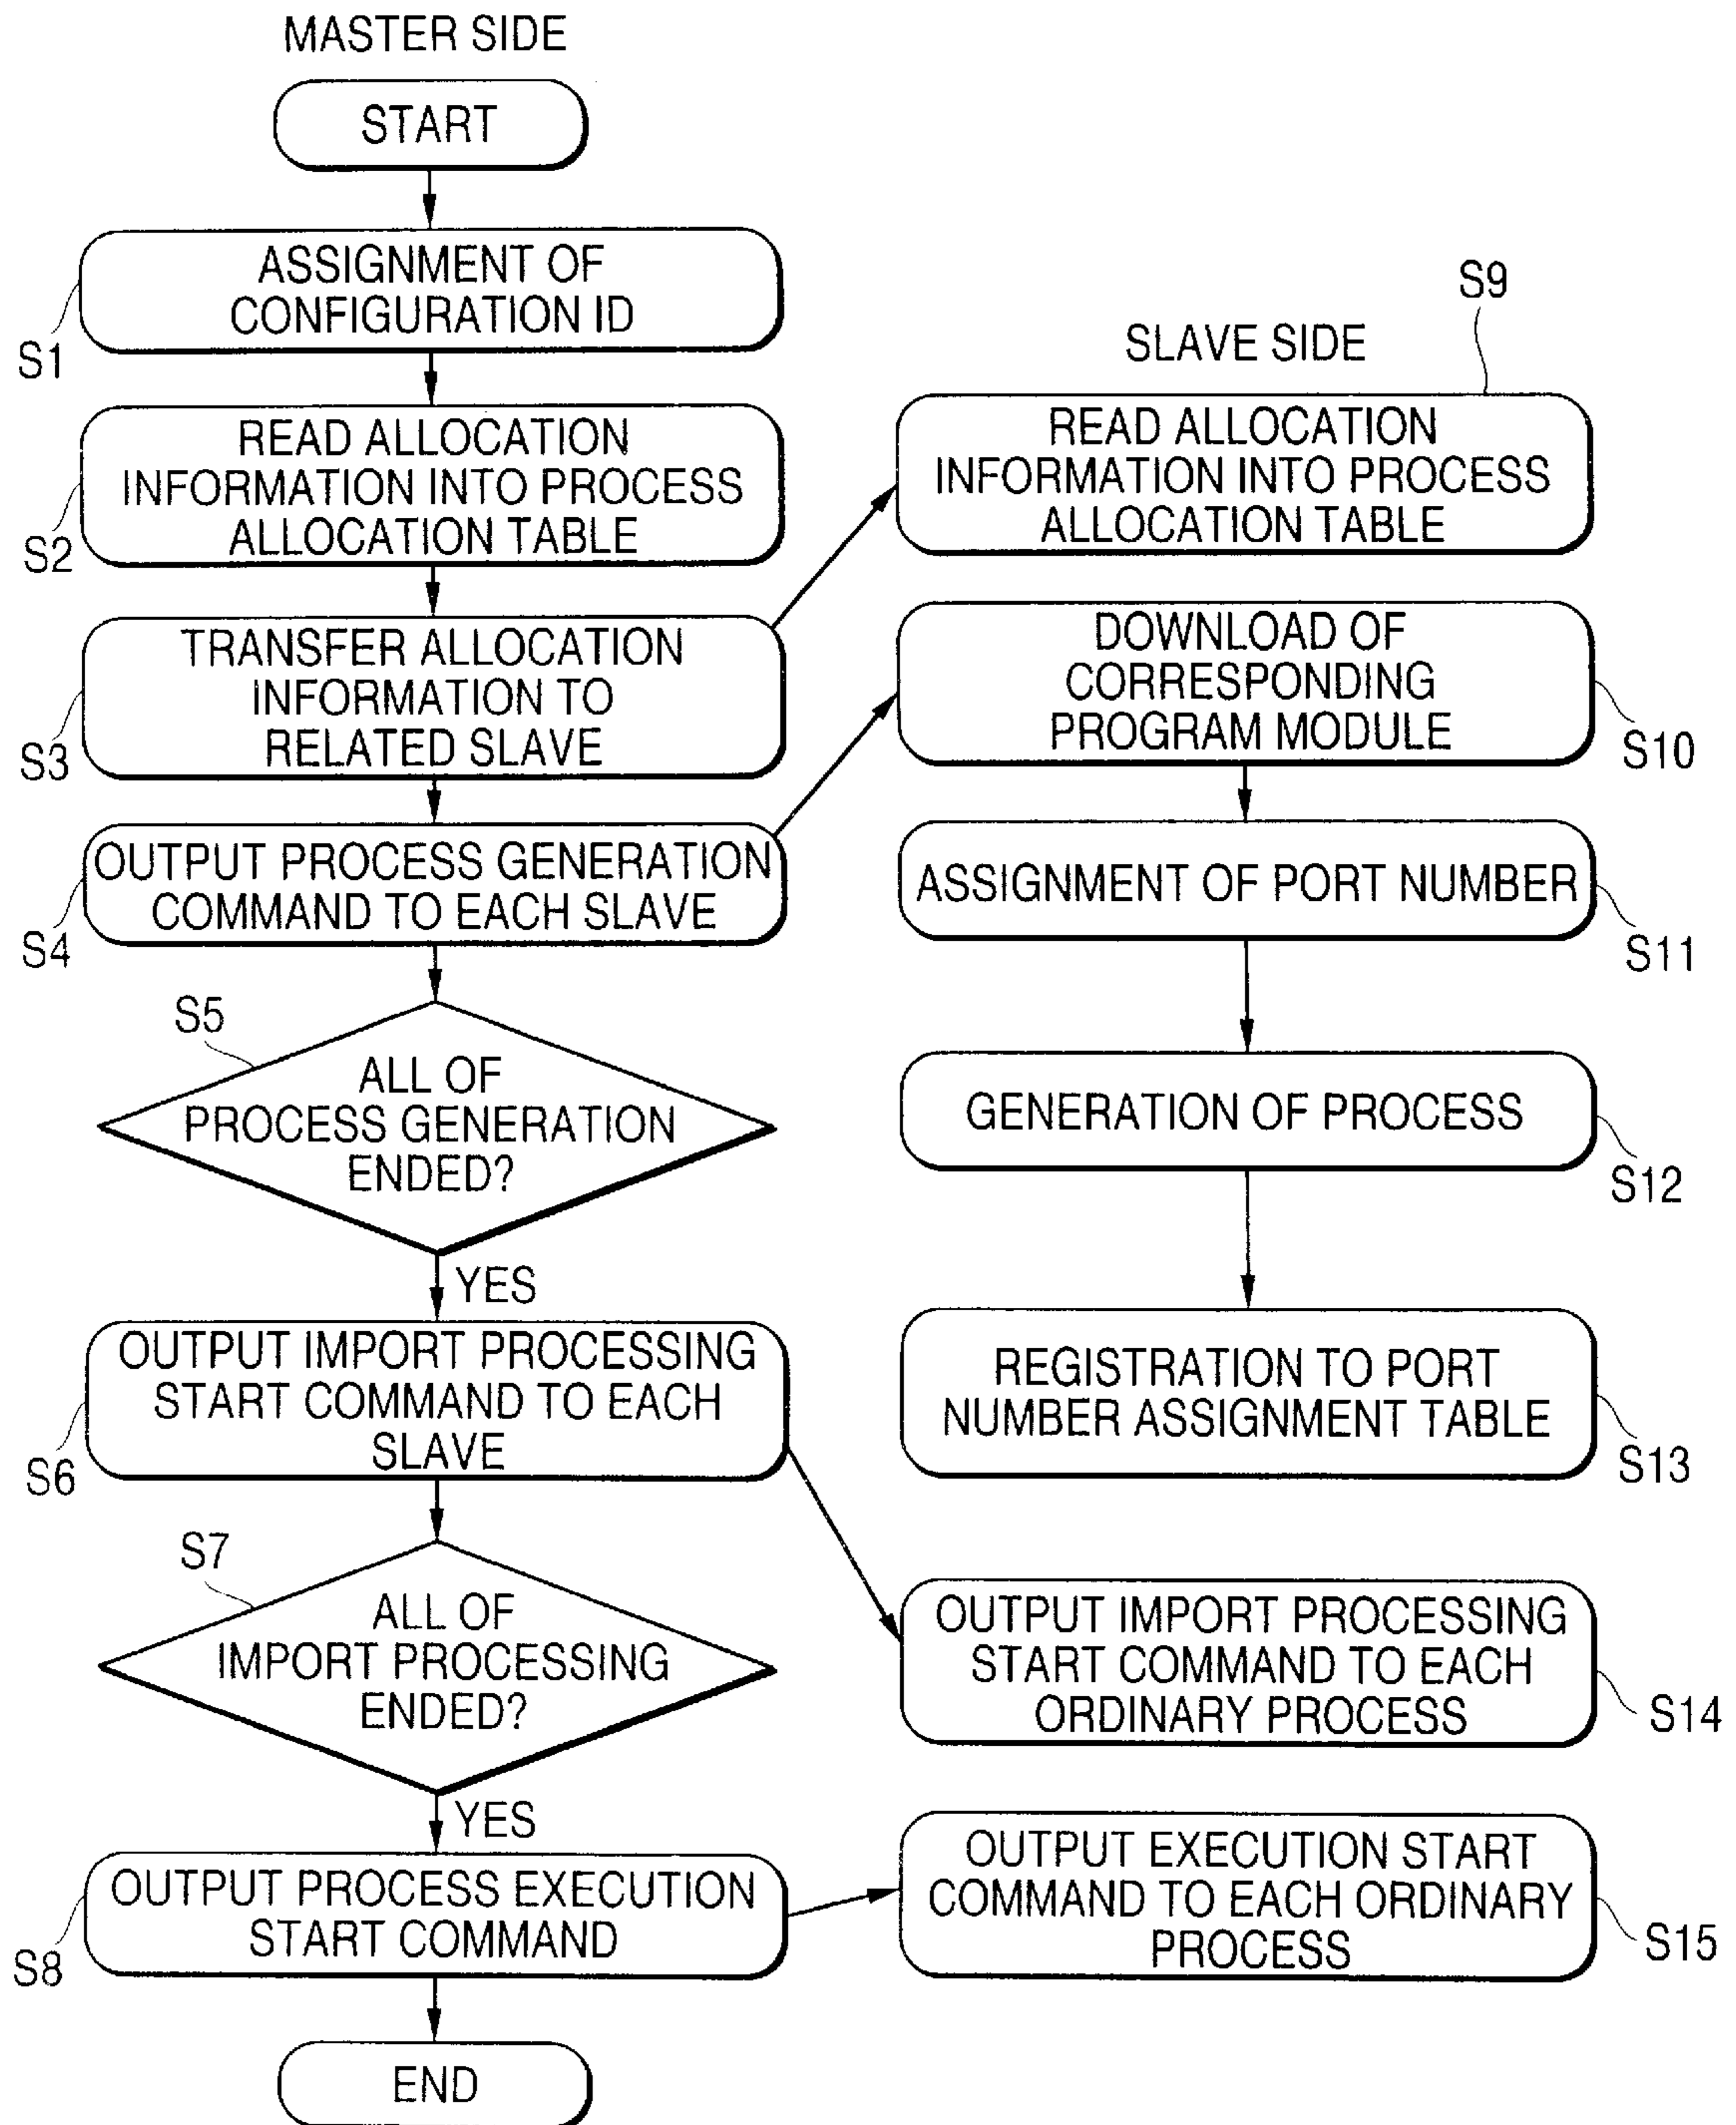 MASTER SIDE
START
ASSIGNMENT OF
CONFIGURATION ID
S1
READ ALLOCATION
INFORMATION INTO PROCESS
ALLOCATION TABLE
S2
TRANSFER ALLOCATION
INFORMATION TO
RELATED SLAVE
S3
OUTPUT PROCESS GENERATION
COMMAND TO EACH SLAVE
S4
S5
ALL OF
PROCESS GENERATION
ENDED?
YES
OUTPUT IMPORT PROCESSING
START COMMAND TO EACH
SLAVE
S6
S7
ALL OF
IMPORT PROCESSING
ENDED?
YES
OUTPUT PROCESS EXECUTION
START COMMAND
S8
END
SLAVE SIDE
S9
READ ALLOCATION
INFORMATION INTO PROCESS
ALLOCATION TABLE
DOWNLOAD OF
CORRESPONDING
PROGRAM MODULE
S10
ASSIGNMENT OF PORT NUMBER
S11
GENERATION OF PROCESS
S12
REGISTRATION TO PORT
NUMBER ASSIGNMENT TABLE
S13
OUTPUT IMPORT PROCESSING
START COMMAND TO EACH
ORDINARY PROCESS
S14
OUTPUT EXECUTION START
COMMAND TO EACH ORDINARY
PROCESS
S15